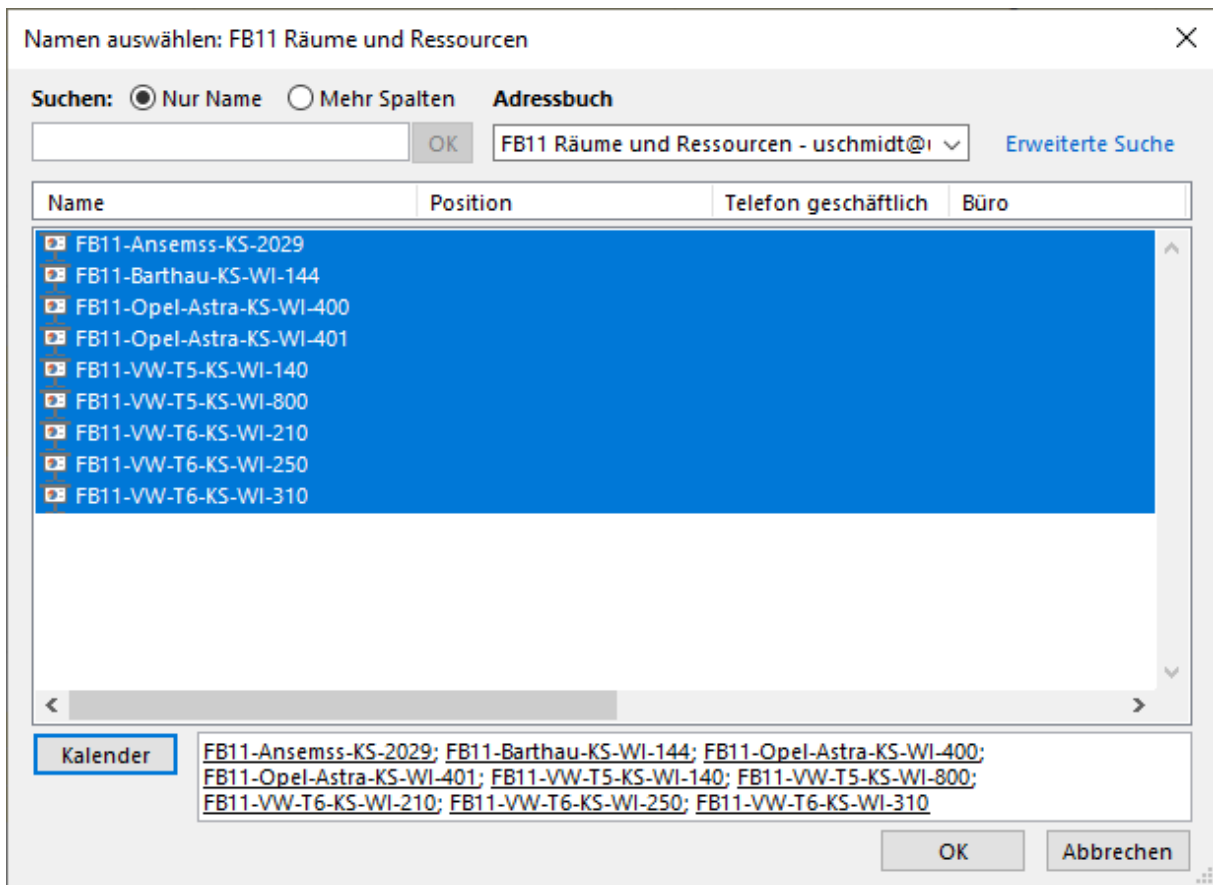 Namen auswählen: FB11 Räume und Ressourcen
Suchen: Nur Name Mehr Spalten Adressbuch
OK FB11 Räume und Ressourcen - uschmidt@ Erweiterte Suche
Name Position Telefon geschäftlich Büro
FB11-Ansemss-KS-2029
FB11-Barthau-KS-WI-144
FB11-Opel-Astra-KS-WI-400
FB11-Opel-Astra-KS-WI-401
FB11-VW-T5-KS-WI-140
FB11-VW-T5-KS-WI-800
FB11-VW-T6-KS-WI-210
FB11-VW-T6-KS-WI-250
FB11-VW-T6-KS-WI-310
Kalender FB11-Ansemss-KS-2029; FB11-Barthau-KS-WI-144; FB11-Opel-Astra-KS-WI-400;
FB11-Opel-Astra-KS-WI-401; FB11-VW-T5-KS-WI-140; FB11-VW-T5-KS-WI-800;
FB11-VW-T6-KS-WI-210; FB11-VW-T6-KS-WI-250; FB11-VW-T6-KS-WI-310
OK Abbrechen